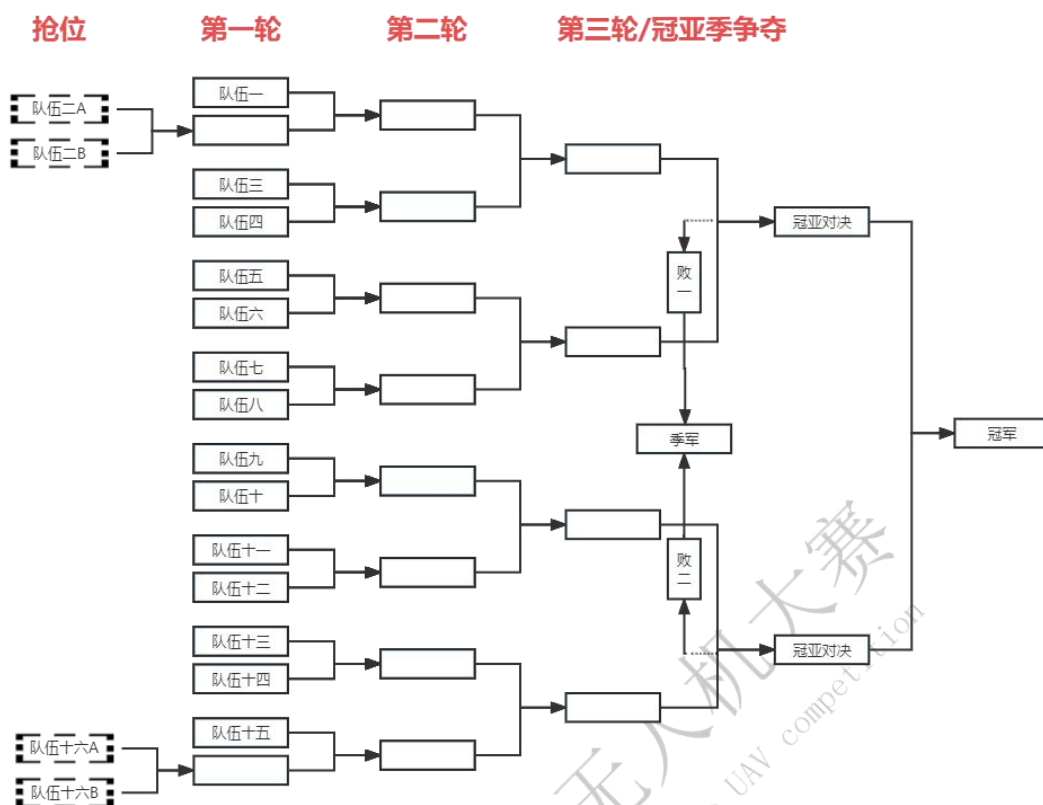 抢位
第一轮
第二轮
第三轮/冠亚季争夺
队伍二A
队伍二B
队伍一
队伍三
队伍四
队伍五
队伍六
队伍七
队伍八
队伍九
队伍十
队伍十一
队伍十二
队伍十三
队伍十四
队伍十五
队伍十六A
队伍十六B
败一
季军
败二
冠亚对决
冠亚对决
冠军
无人机大赛
UAV competition